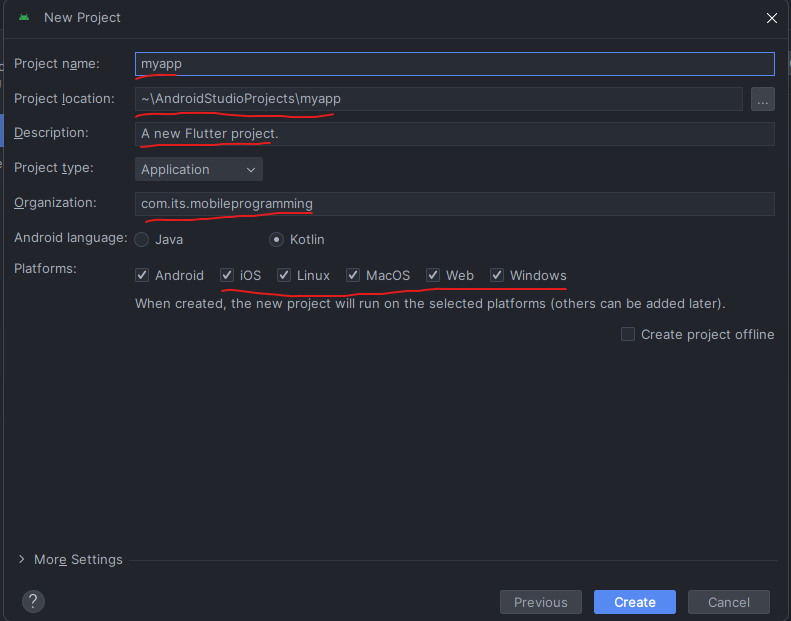 New Project
Project name: myapp
Project location: ~\AndroidStudioProjects\myapp ...
Description: A new Flutter project.
Project type: Application
Organization: com.its.mobileprogramming
Android language: Java Kotlin
Platforms: Android iOS Linux MacOS Web Windows
When created, the new project will run on the selected platforms (others can be added later).
Create project offline
More Settings
? Previous Create Cancel